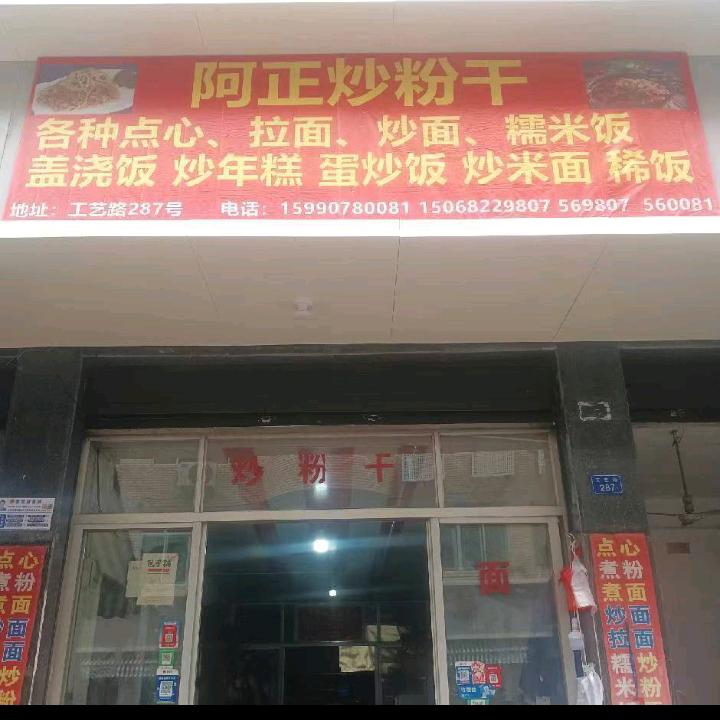 阿正炒粉干
各种点心、拉面、炒面、糯米饭
盖浇饭 炒年糕 蛋炒饭 炒米面 稀饭
地址：工艺路287号 电话：15990780081 15068229807 569807 560081
炒粉干
287
面
点心
煮粉
煮面
炒面
拉面
糯炒
米粉
点心
煮粉
煮面
面
面
炒
粉